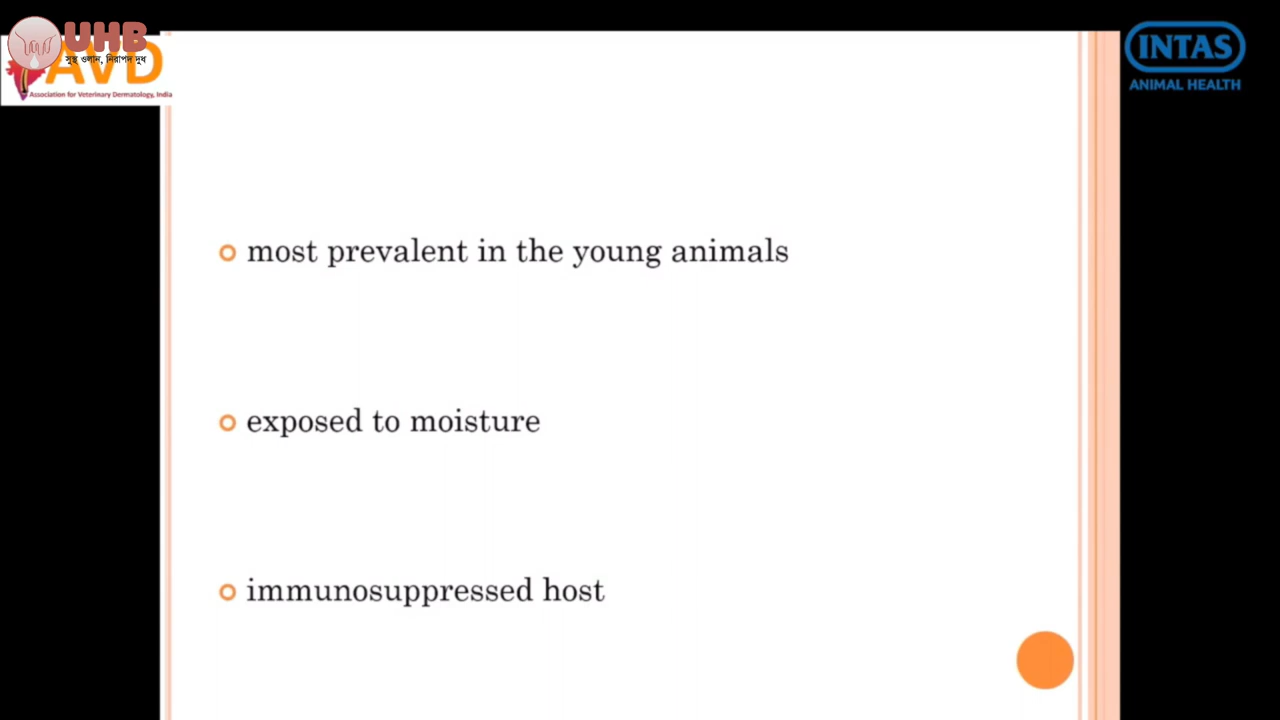 UHB
সুস্থ ওলান, নিরাপদ দুধ
AVD
Association for Veterinary Dermatology, India
INTAS
ANIMAL HEALTH
most prevalent in the young animals
exposed to moisture
immunosuppressed host